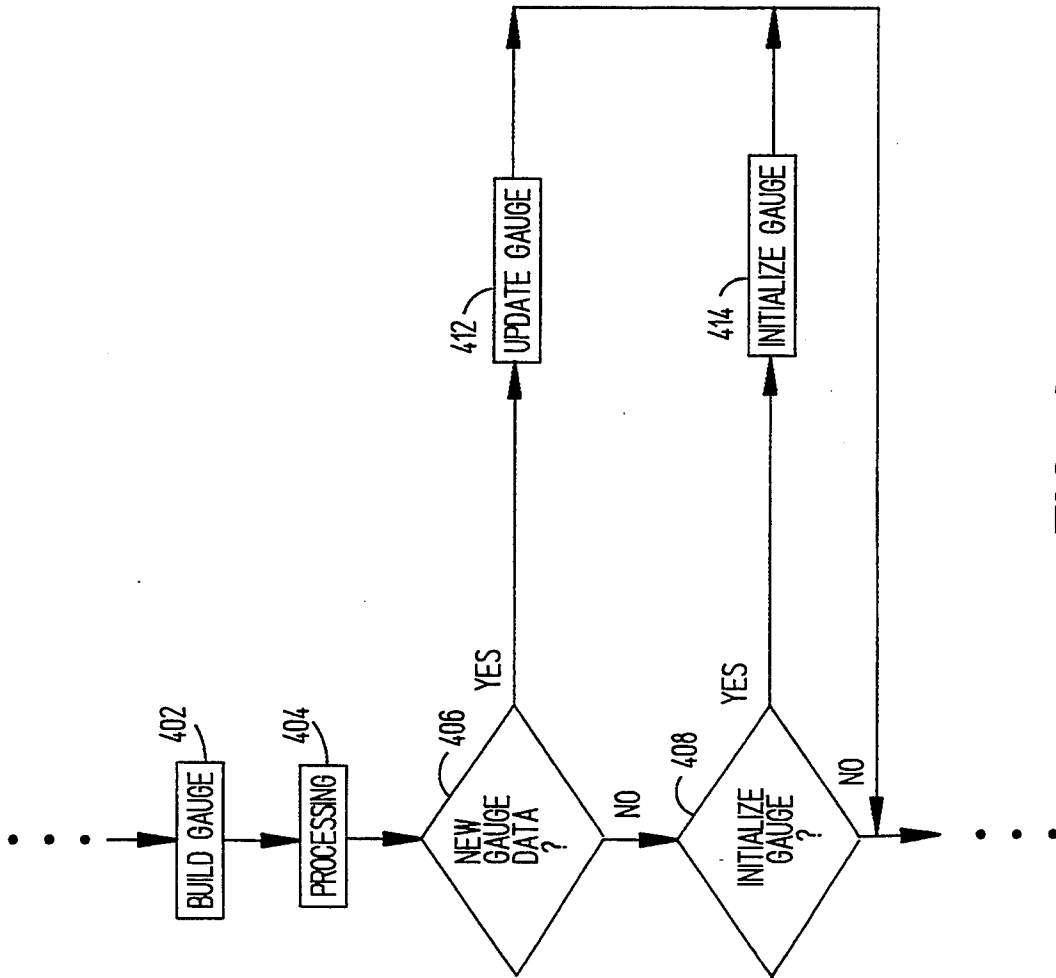 402
BUILD GAUGE
404
PROCESSING
406
NEW
GAUGE
DATA
?
YES
412
UPDATE GAUGE
NO
408
INITIALIZE
GAUGE
?
YES
414
INITIALIZE GAUGE
NO